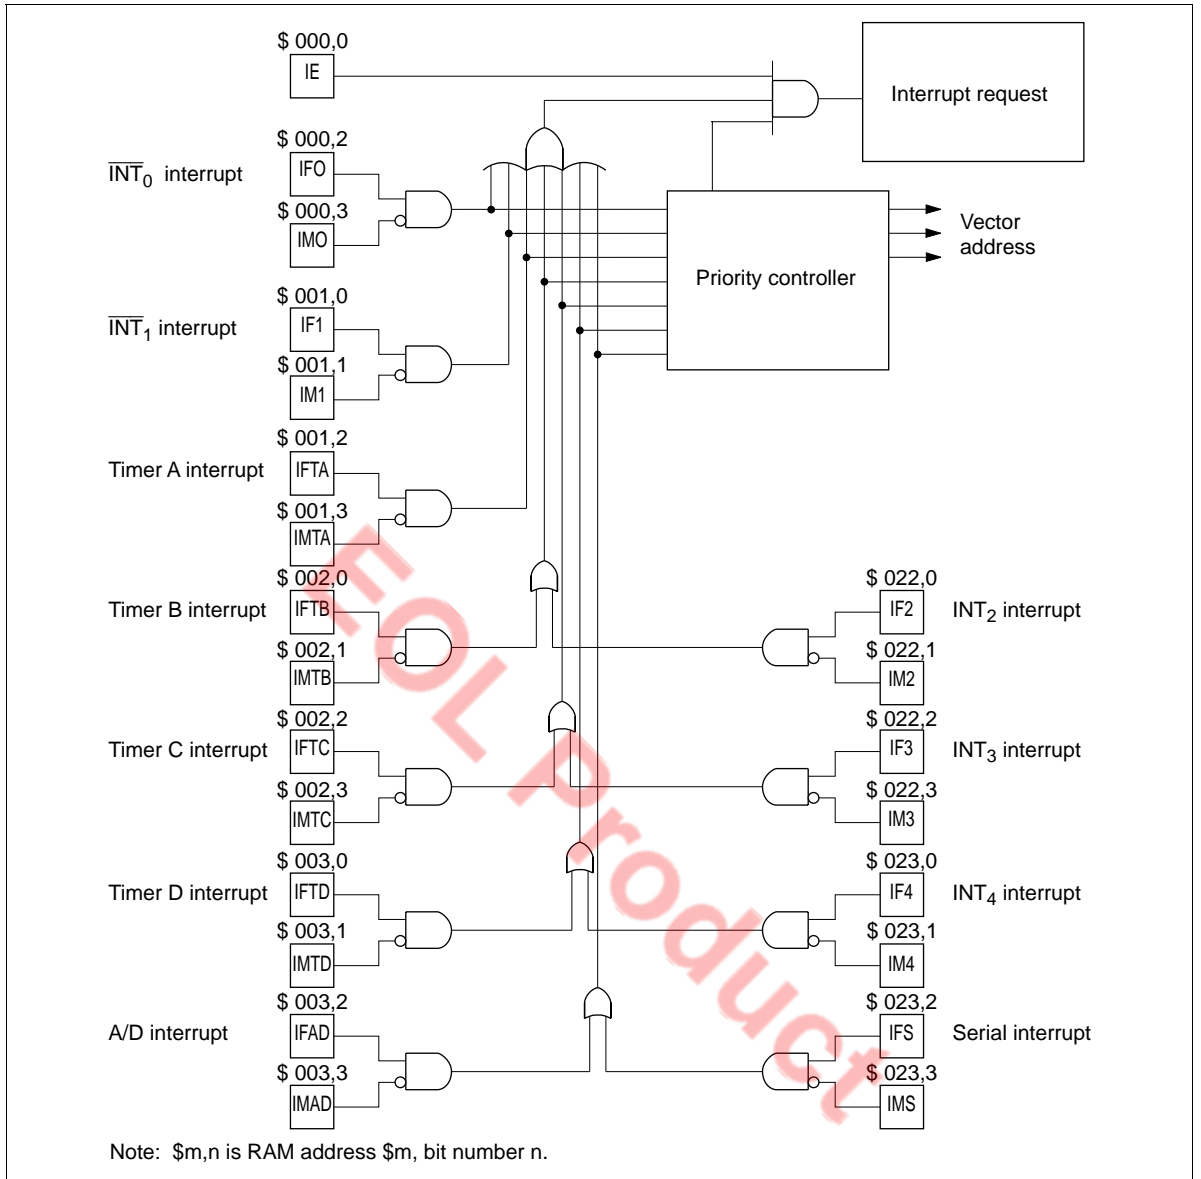 $ 000,0
IE
Interrupt request
$ 000,2
IFO
INT0 interrupt
$ 000,3
IMO
Vector
address
Priority controller
$ 001,0
IF1
INT1 interrupt
$ 001,1
IM1
$ 001,2
IFTA
Timer A interrupt
$ 001,3
IMTA
$ 002,0
IFTB
Timer B interrupt
$ 002,1
IMTB
$ 022,0
IF2
INT2 interrupt
$ 022,1
IM2
$ 002,2
IFTC
Timer C interrupt
$ 002,3
IMTC
$ 022,2
IF3
INT3 interrupt
$ 022,3
IM3
$ 003,0
IFTD
Timer D interrupt
$ 003,1
IMTD
$ 023,0
IF4
INT4 interrupt
$ 023,1
IM4
$ 003,2
IFAD
A/D interrupt
$ 003,3
IMAD
$ 023,2
IFS
Serial interrupt
$ 023,3
IMS
EOL Product
Note: $m,n is RAM address $m, bit number n.